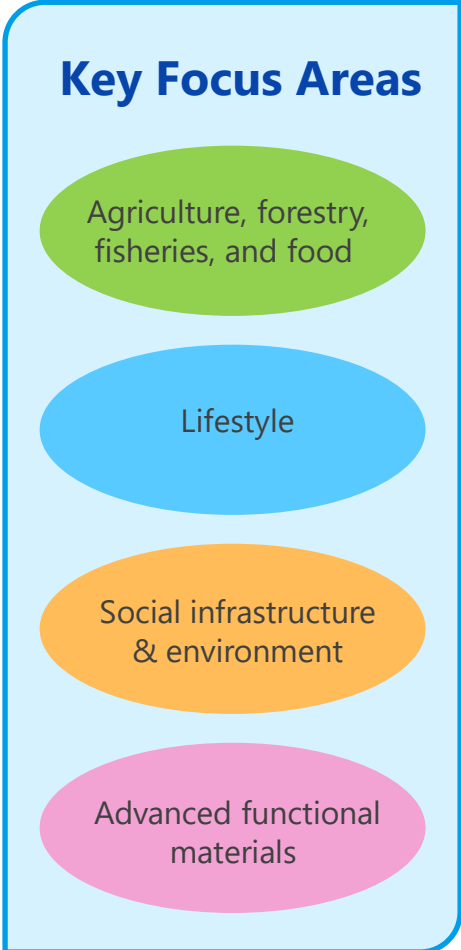 Key Focus Areas
Agriculture, forestry,
fisheries, and food
Lifestyle
Social infrastructure
& environment
Advanced functional
materials